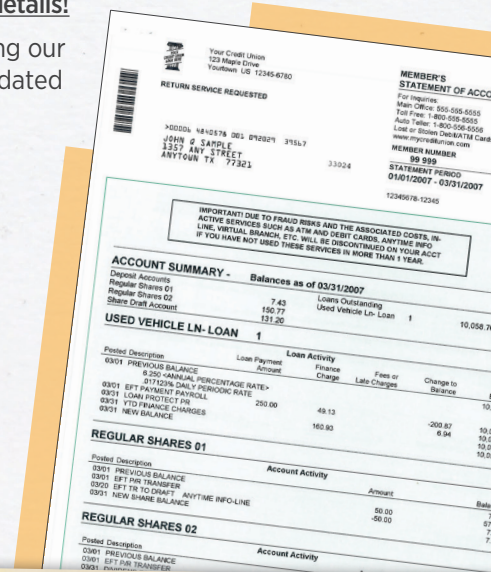 details!
ng our
dated
Your Credit Union
123 Maple Drive
Yourtown US 12345-6780
RETURN SERVICE REQUESTED
MEMBER'S
STATEMENT OF ACCO
For Inquiries:
Main Office: 555-555-5555
Toll Free: 1-800-555-5555
Auto Teller: 1-800-556-5556
Lost or Stolen Debit/ATM Card
www.mycreditunion.com
MEMBER NUMBER
99 999
STATEMENT PERIOD
01/01/2007 - 03/31/2007
12345678-12345
>00006 4840578 001 092029 39567
JOHN Q SAMPLE
1357 ANY STREET
ANYTOWN TX 77321
33024
IMPORTANT! DUE TO FRAUD RISKS AND THE ASSOCIATED COSTS, IN-
ACTIVE SERVICES SUCH AS ATM AND DEBIT CARDS, ANYTIME INFO
LINE, VIRTUAL BRANCH, ETC. WILL BE DISCONTINUED ON YOUR ACCT
IF YOU HAVE NOT USED THESE SERVICES IN MORE THAN 1 YEAR.
ACCOUNT SUMMARY - Balances as of 03/31/2007
Deposit Accounts Loans Outstanding
Regular Shares 01 7.43 Used Vehicle Ln- Loan 1 10,058.70
Regular Shares 02 150.77
Share Draft Account 131.20
USED VEHICLE LN- LOAN 1
Loan Activity
Posted Description Loan Payment Amount Finance Charge Fees or Late Charges Change to Balance
03/01 PREVIOUS BALANCE
6.250 <ANNUAL PERCENTAGE RATE>
.017123% DAILY PERIODIC RATE
03/01 EFT PAYMENT PAYROLL 250.00 49.13 -200.87
03/31 LOAN PROTECT PR 6.94
03/31 YTD FINANCE CHARGES 160.93
03/31 NEW BALANCE
REGULAR SHARES 01
Account Activity
Posted Description Amount Bala
03/01 PREVIOUS BALANCE
03/01 EFT P/R TRANSFER 50.00
03/20 EFT TR TO DRAFT ANYTIME INFO-LINE -50.00
03/31 NEW SHARE BALANCE
REGULAR SHARES 02
Account Activity
Posted Description
03/01 PREVIOUS BALANCE
03/01 EFT P/R TRANSFER